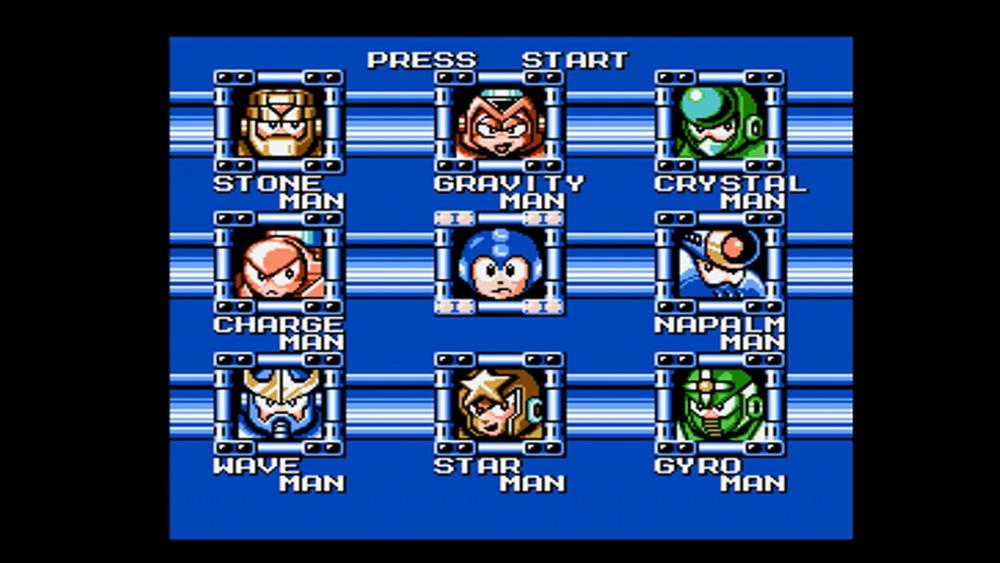 PRESS START
STONE
MAN
GRAVITY
MAN
CRYSTAL
MAN
CHARGE
MAN
NAPALM
MAN
WAVE
MAN
STAR
MAN
GYRO
MAN